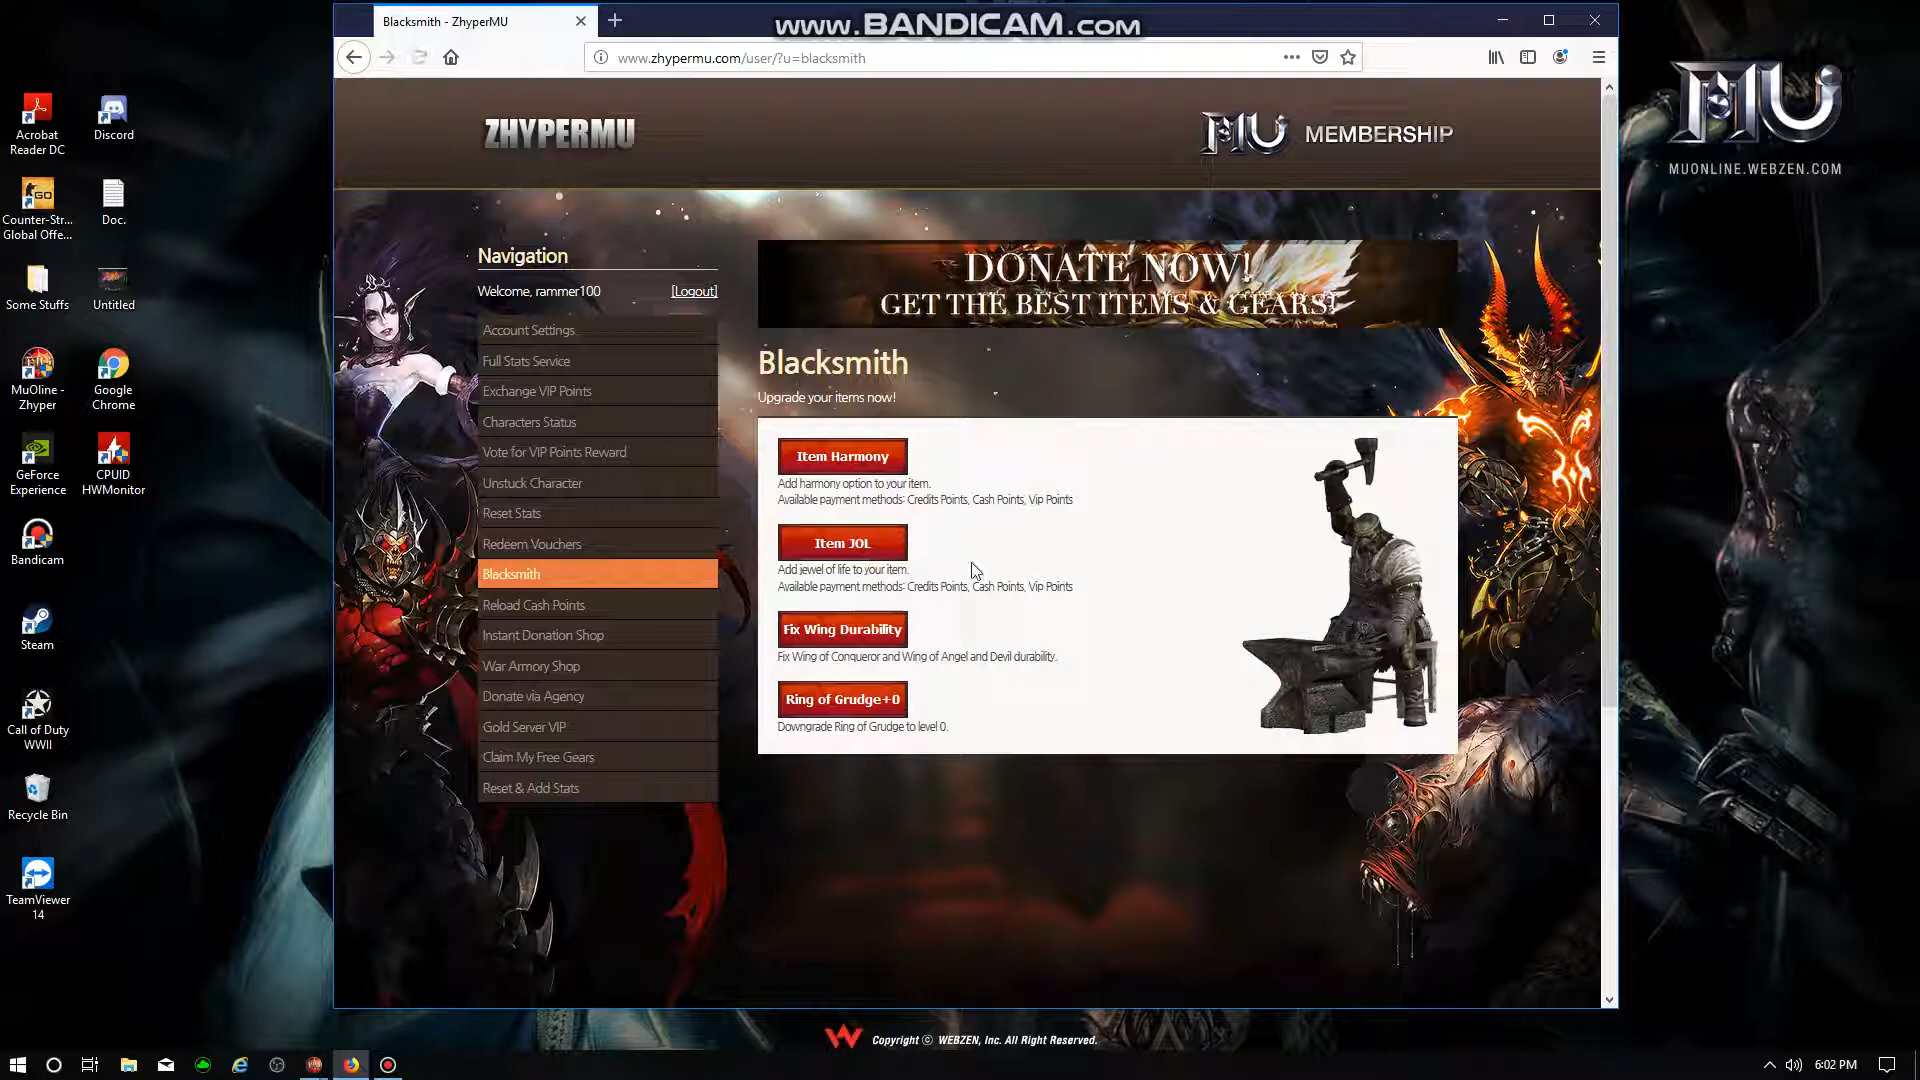 Blacksmith - ZhyperMU
www.BANDICAM.com
www.zhypermu.com/user/?u=blacksmith
ZHYPERMU
MU MEMBERSHIP
MU
MUONLINE.WEBZEN.COM
Acrobat
Reader DC
Discord
Counter-Str...
Global Offe...
Doc.
Some Stuffs
Untitled
MuOline -
Zhyper
Google
Chrome
GeForce
Experience
CPUID
HWMonitor
Bandicam
Steam
Call of Duty
WWII
Recycle Bin
TeamViewer
14
Navigation
Welcome, rammer100
[Logout]
Account Settings
Full Stats Service
Exchange VIP Points
Characters Status
Vote for VIP Points Reward
Unstuck Character
Reset Stats
Redeem Vouchers
Blacksmith
Reload Cash Points
Instant Donation Shop
War Armory Shop
Donate via Agency
Gold Server VIP
Claim My Free Gears
Reset & Add Stats
DONATE NOW!
GET THE BEST ITEMS & GEARS!
Blacksmith
Upgrade your items now!
Item Harmony
Add harmony option to your item.
Available payment methods: Credits Points, Cash Points, Vip Points
Item JOL
Add jewel of life to your item.
Available payment methods: Credits Points, Cash Points, Vip Points
Fix Wing Durability
Fix Wing of Conqueror and Wing of Angel and Devil durability.
Ring of Grudge+0
Downgrade Ring of Grudge to level 0.
Copyright © WEBZEN, Inc. All Right Reserved.
6:02 PM